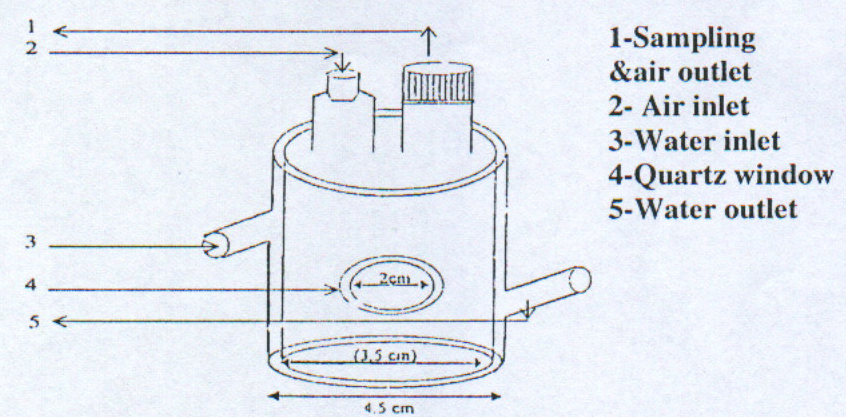 1
2
3
4
5
2cm
(3,5 cm)
4.5 cm
1-Sampling
&air outlet
2- Air inlet
3-Water inlet
4-Quartz window
5-Water outlet